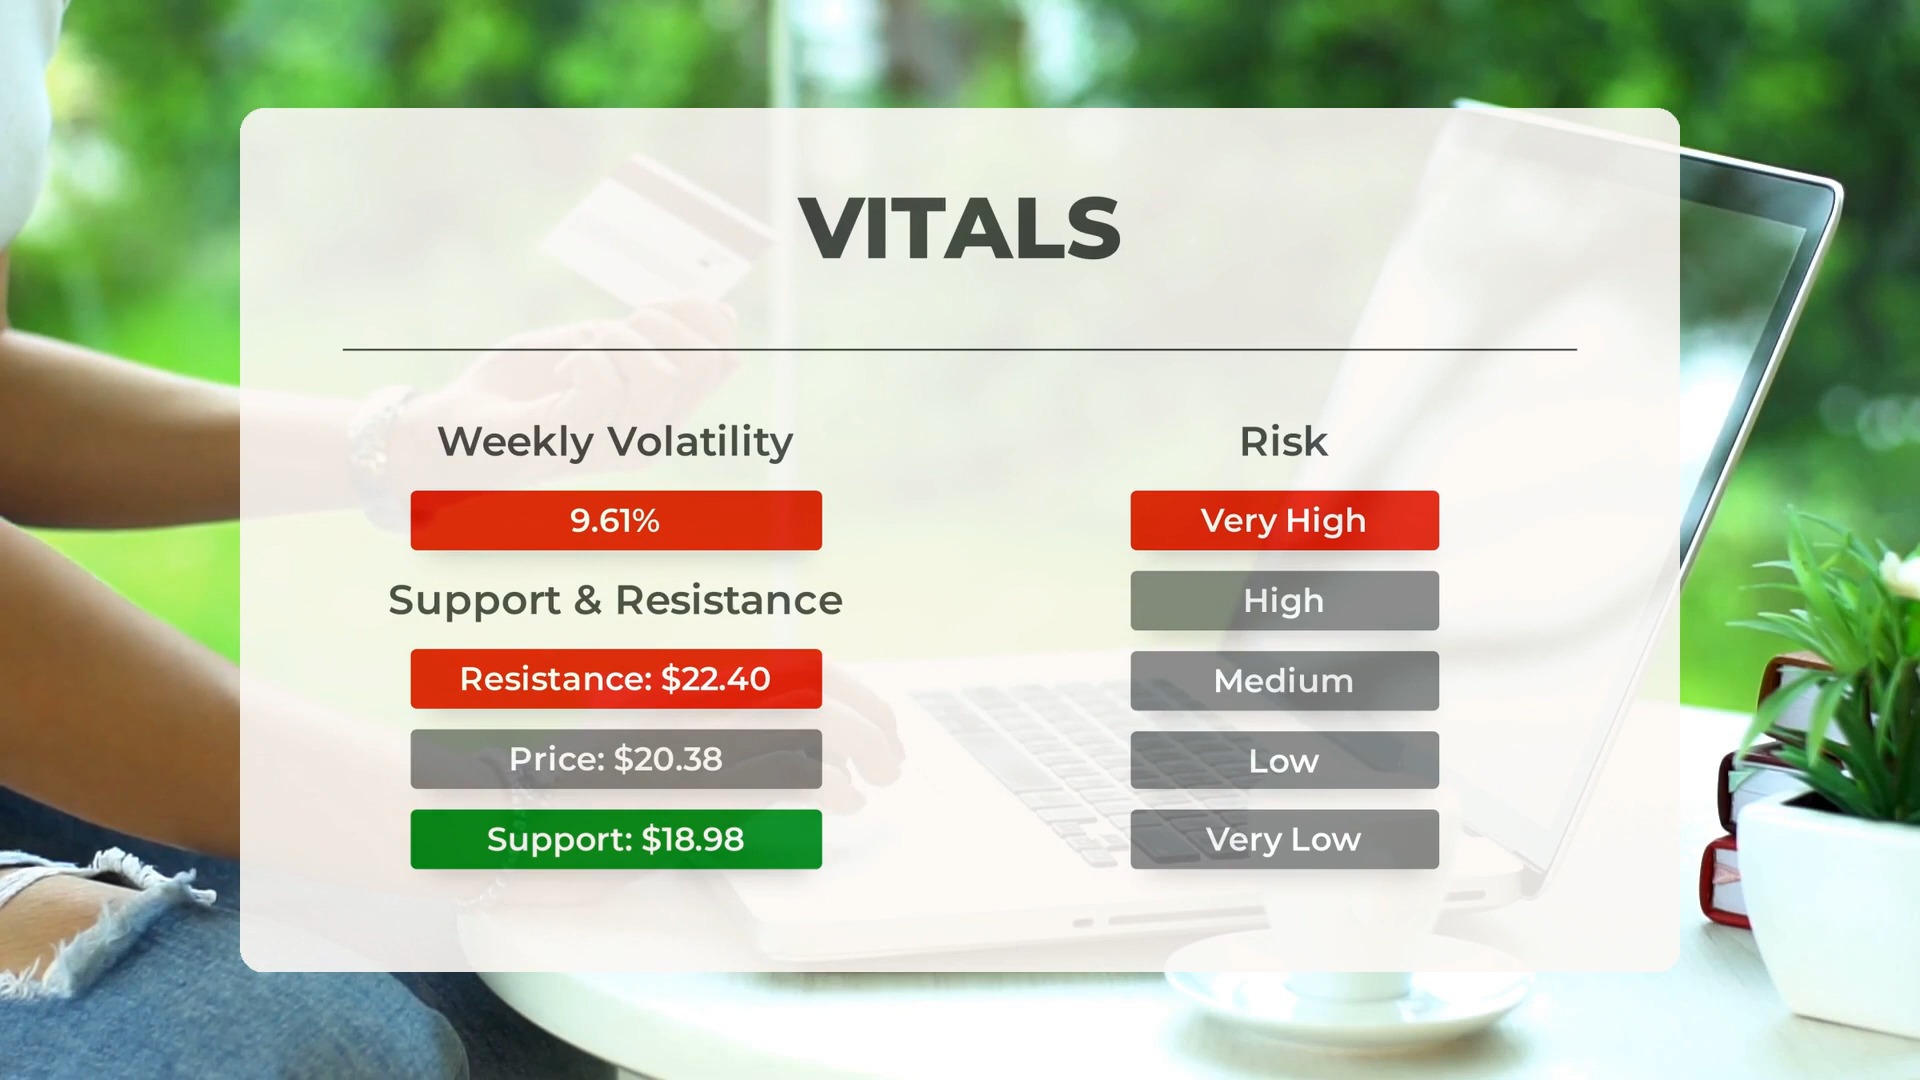 VITALS
Weekly Volatility
9.61%
Support & Resistance
Resistance: $22.40
Price: $20.38
Support: $18.98
Risk
Very High
High
Medium
Low
Very Low